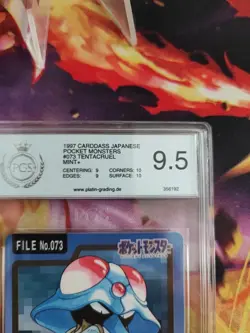 1997 CARDDASS JAPANESE
POCKET MONSTERS
#073 TENTACRUEL
MINT+
CENTERING: 9 CORNERS: 10
EDGES: 9 SURFACE: 10
9.5
www.platin-grading.de
PGS
FILE No.073
ポケットモンスター